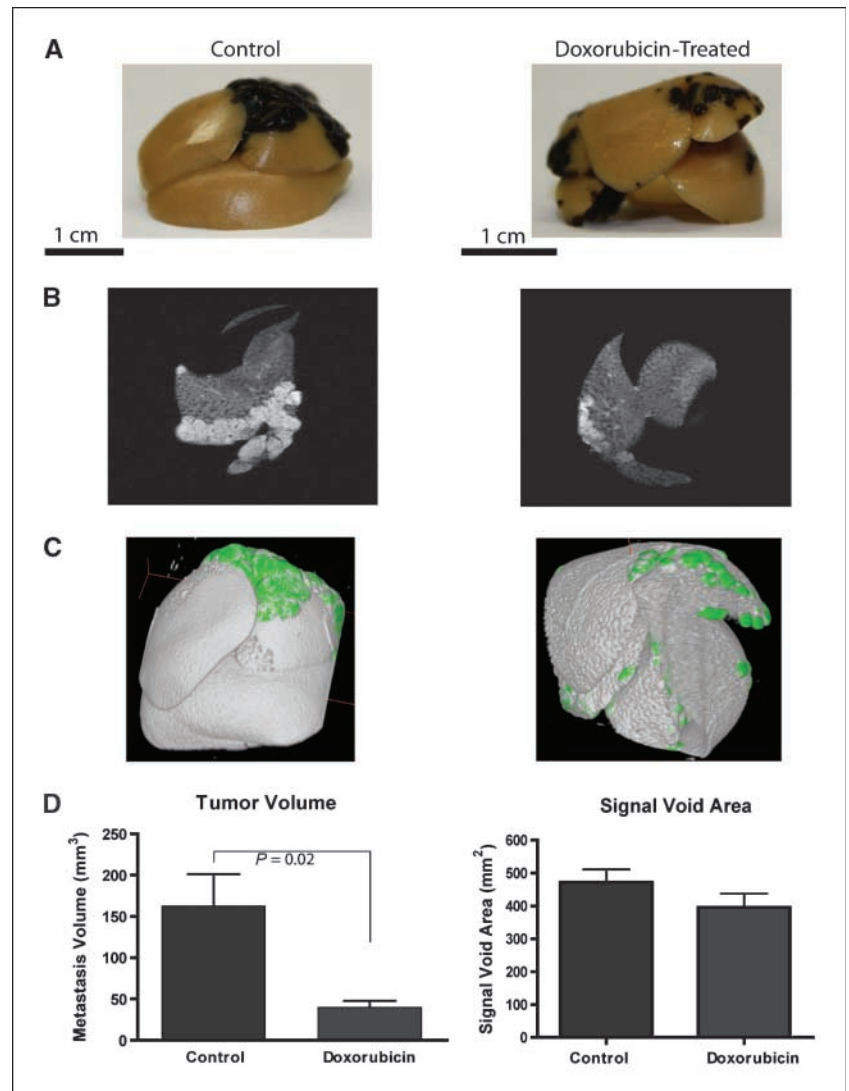 A
Control
Doxorubicin-Treated
1 cm
1 cm
B
C
D
Tumor Volume
Metastasis Volume (mm³)
250
200
150
100
50
0
P = 0.02
Control
Doxorubicin
Signal Void Area
Signal Void Area (mm²)
600
500
400
300
200
100
0
Control
Doxorubicin